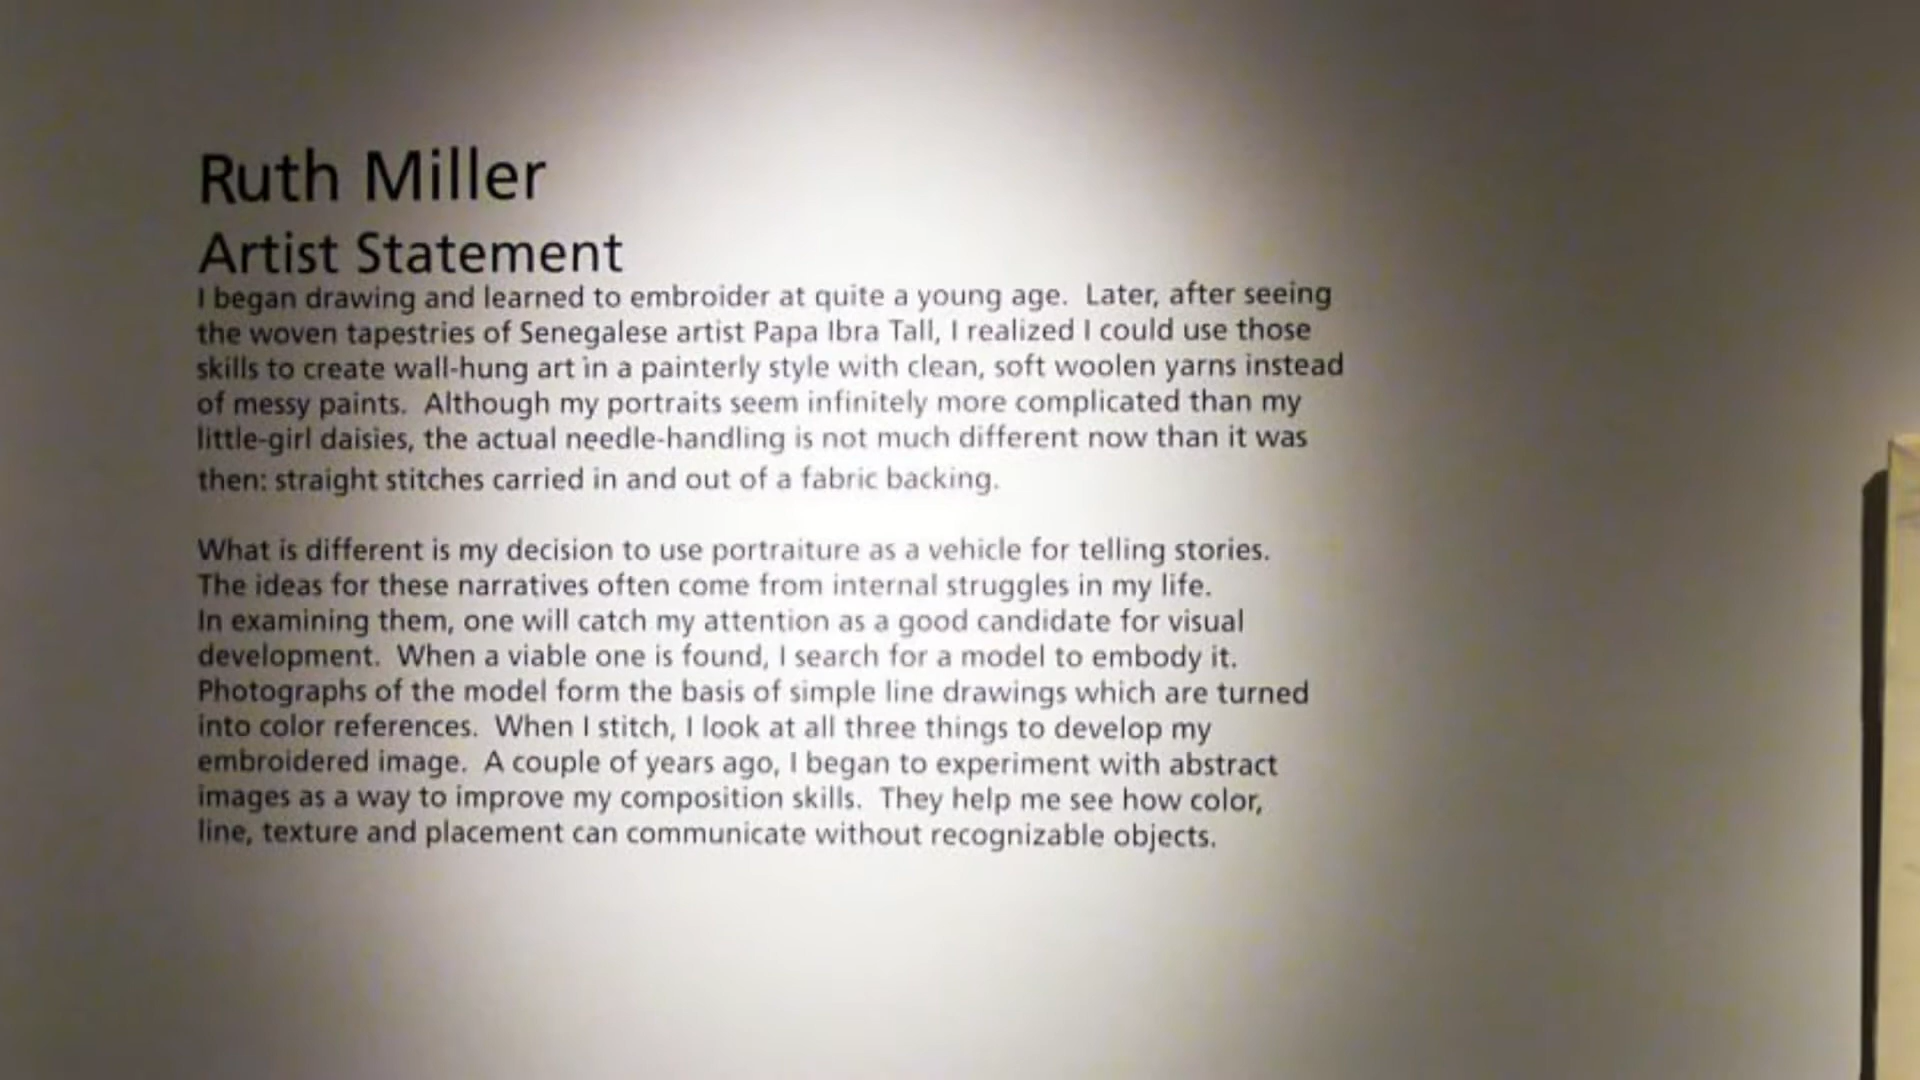 Ruth Miller
Artist Statement
I began drawing and learned to embroider at quite a young age.  Later, after seeing
the woven tapestries of Senegalese artist Papa Ibra Tall, I realized I could use those
skills to create wall-hung art in a painterly style with clean, soft woolen yarns instead
of messy paints.  Although my portraits seem infinitely more complicated than my
little-girl daisies, the actual needle-handling is not much different now than it was
then: straight stitches carried in and out of a fabric backing.
What is different is my decision to use portraiture as a vehicle for telling stories.
The ideas for these narratives often come from internal struggles in my life.
In examining them, one will catch my attention as a good candidate for visual
development.  When a viable one is found, I search for a model to embody it.
Photographs of the model form the basis of simple line drawings which are turned
into color references.  When I stitch, I look at all three things to develop my
embroidered image.  A couple of years ago, I began to experiment with abstract
images as a way to improve my composition skills.  They help me see how color,
line, texture and placement can communicate without recognizable objects.